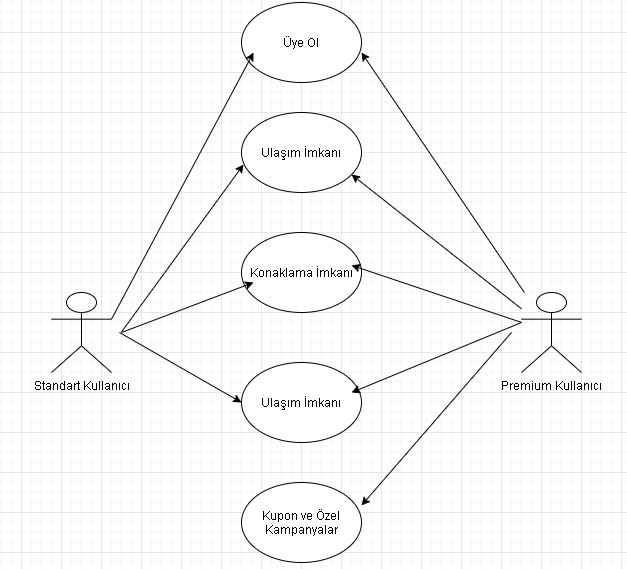 Üye Ol
Ulaşım İmkanı
Konaklama İmkanı
Standart Kullanıcı
Premium Kullanıcı
Ulaşım İmkanı
Kupon ve Özel
Kampanyalar